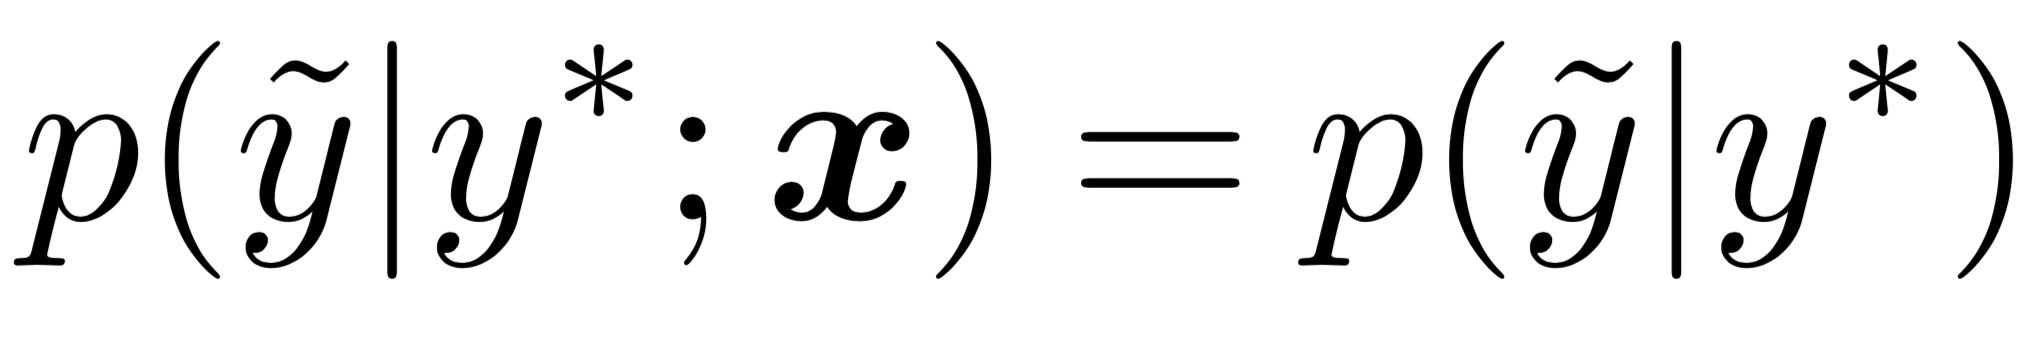 p(ỹ|y*; x) = p(ỹ|y*)